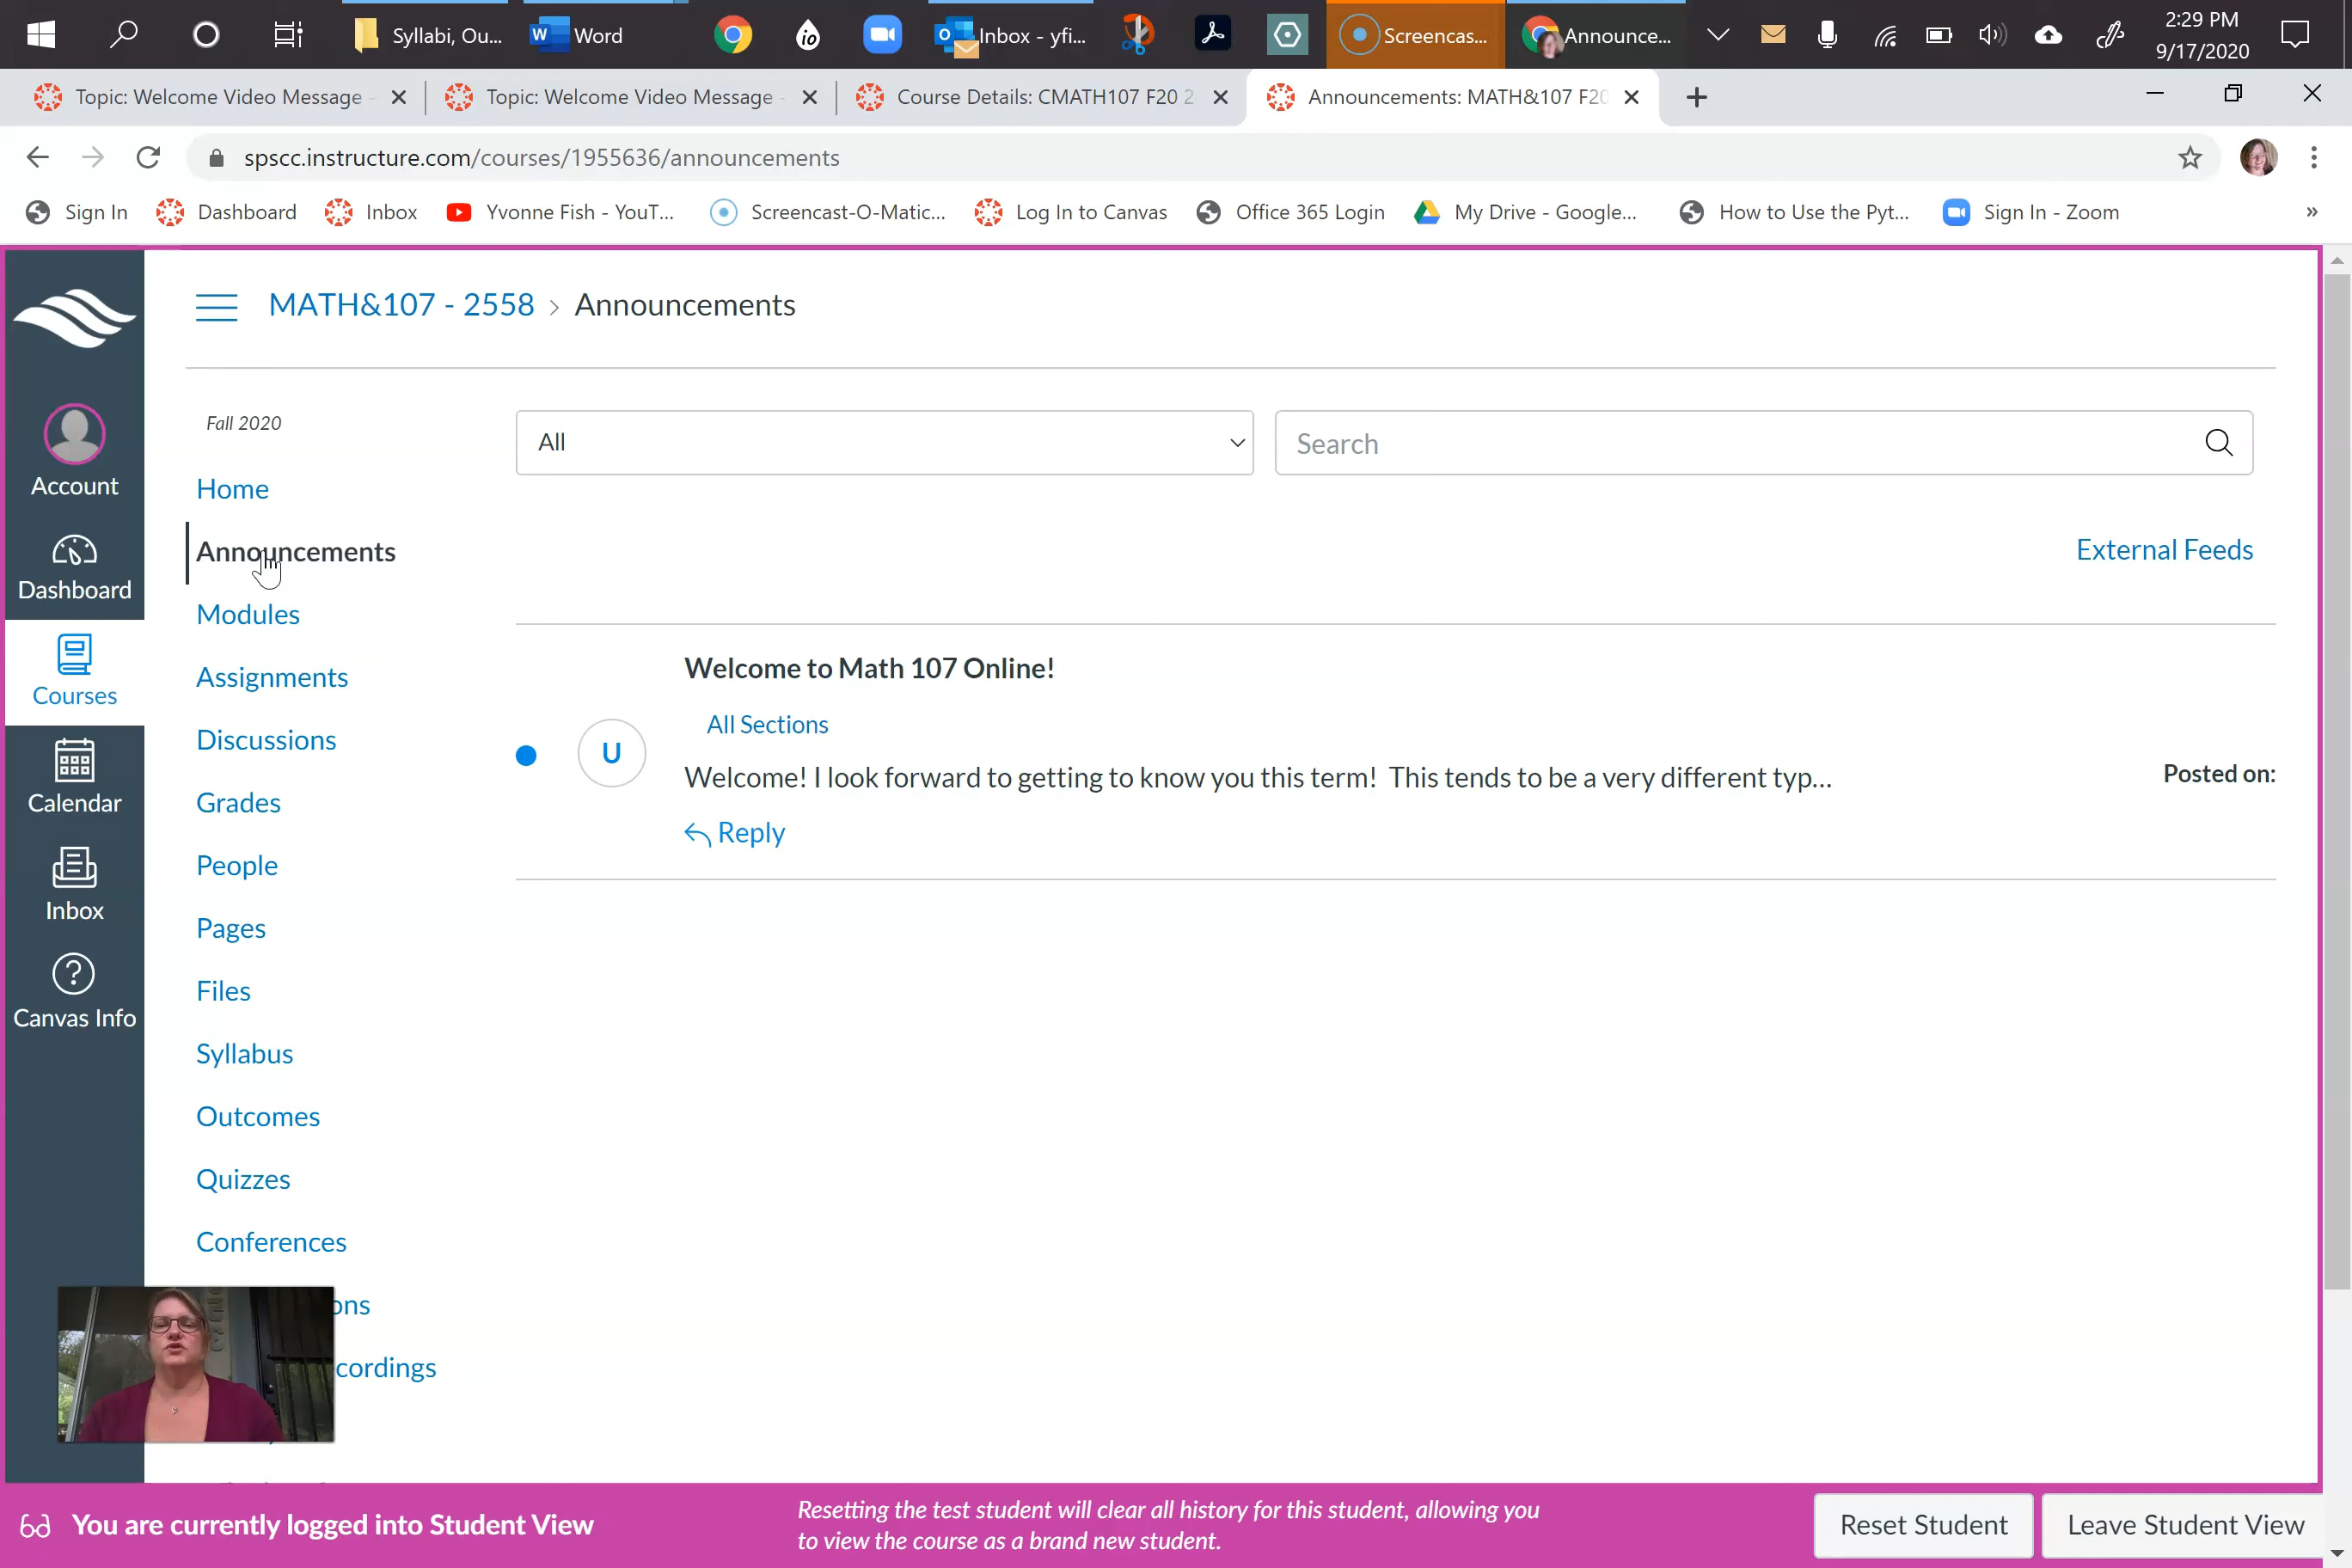 Syllabi, Ou...
Word
Inbox - yfi...
Screencas...
Announce...
2:29 PM
9/17/2020
Topic: Welcome Video Message
Topic: Welcome Video Message
Course Details: CMATH107 F20 2
Announcements: MATH&107 F20
spscc.instructure.com/courses/1955636/announcements
Sign In
Dashboard
Inbox
Yvonne Fish - YouT...
Screencast-O-Matic...
Log In to Canvas
Office 365 Login
My Drive - Google...
How to Use the Pyt...
Sign In - Zoom
»
MATH&107 - 2558 > Announcements
Account
Dashboard
Courses
Calendar
Inbox
Canvas Info
Fall 2020
Home
Announcements
Modules
Assignments
Discussions
Grades
People
Pages
Files
Syllabus
Outcomes
Quizzes
Conferences
ons
cordings
All
Search
External Feeds
Welcome to Math 107 Online!
All Sections
U
Welcome! I look forward to getting to know you this term! This tends to be a very different typ...
Posted on:
Reply
You are currently logged into Student View
Resetting the test student will clear all history for this student, allowing you
to view the course as a brand new student.
Reset Student
Leave Student View